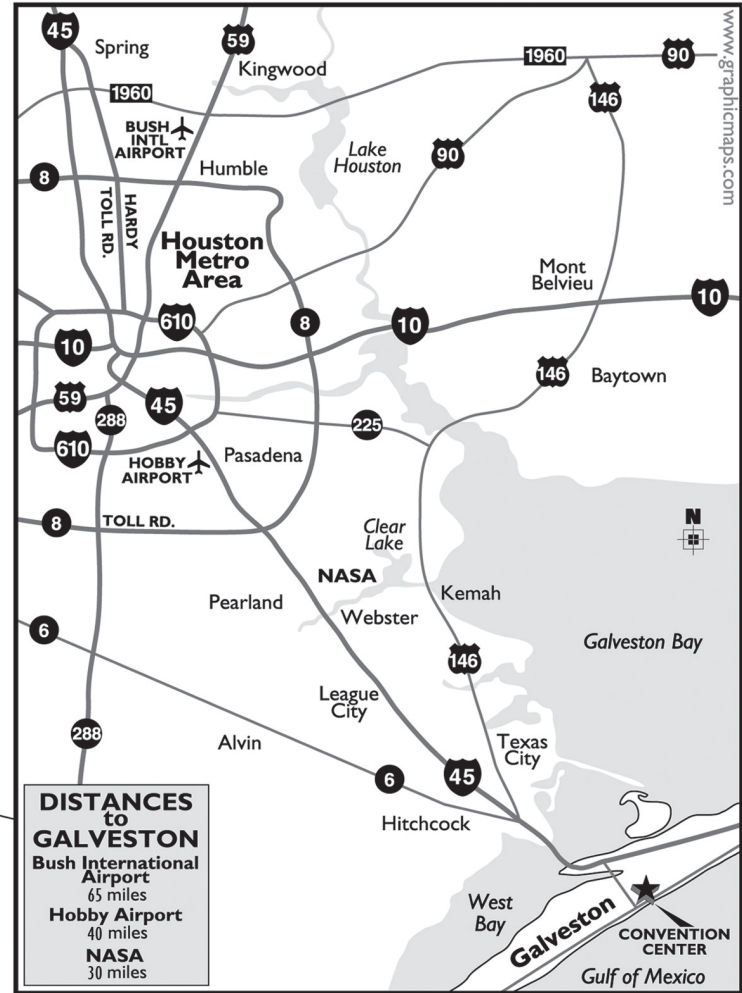 45
Spring
59
Kingwood
1960
90
www.graphicmaps.com
1960
146
BUSH
INTL
AIRPORT
Lake
Houston
90
8
Humble
HARDY
TOLL RD.
Houston
Metro
Area
Mont
Belvieu
610
8
10
10
10
146
Baytown
59
45
288
225
610
HOBBY
AIRPORT
Pasadena
8
TOLL RD.
Clear
Lake
N
NASA
Kemah
Pearland
Webster
6
Galveston Bay
146
League
City
288
Alvin
Texas
City
6
45
Hitchcock
DISTANCES
to
GALVESTON
Bush International
Airport
65 miles
Hobby Airport
40 miles
NASA
30 miles
West
Bay
Galveston
CONVENTION
CENTER
Gulf of Mexico